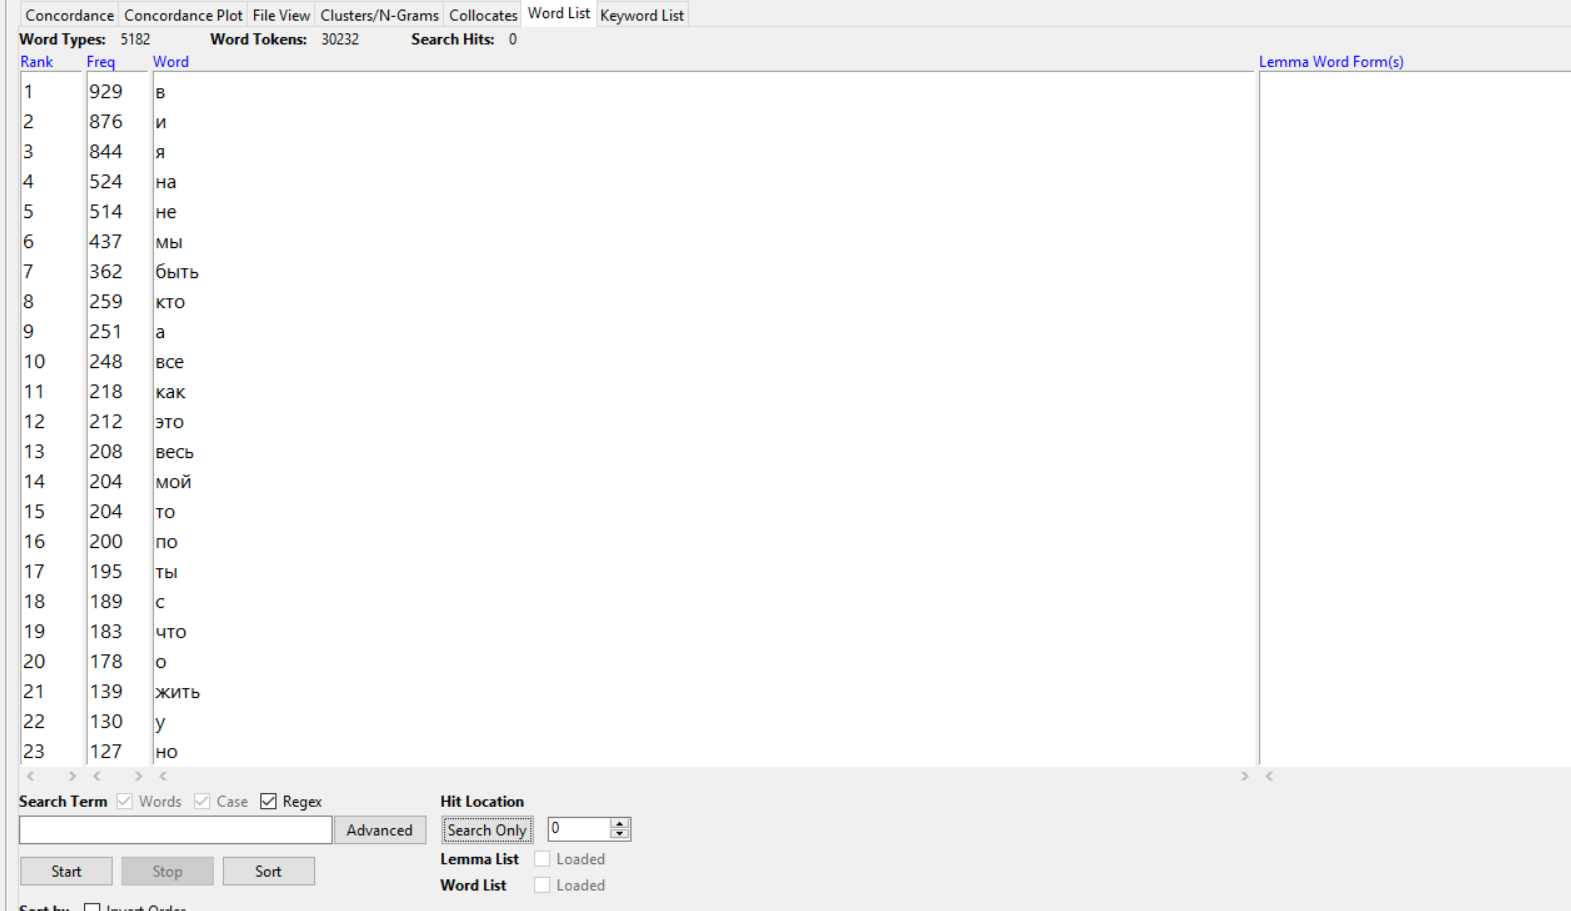 Concordance Concordance Plot File View Clusters/N-Grams Collocates Word List Keyword List
Word Types: 5182 Word Tokens: 30232 Search Hits: 0
Rank Freq Word Lemma Word Form(s)
1 929 в
2 876 и
3 844 я
4 524 на
5 514 не
6 437 мы
7 362 быть
8 259 кто
9 251 а
10 248 все
11 218 как
12 212 это
13 208 весь
14 204 мой
15 204 то
16 200 по
17 195 ты
18 189 с
19 183 что
20 178 о
21 139 жить
22 130 у
23 127 но
Search Term Words Case Regex Hit Location
Advanced Search Only 0
Lemma List Loaded
Start Stop Sort
Word List Loaded
Sort by Invert Order